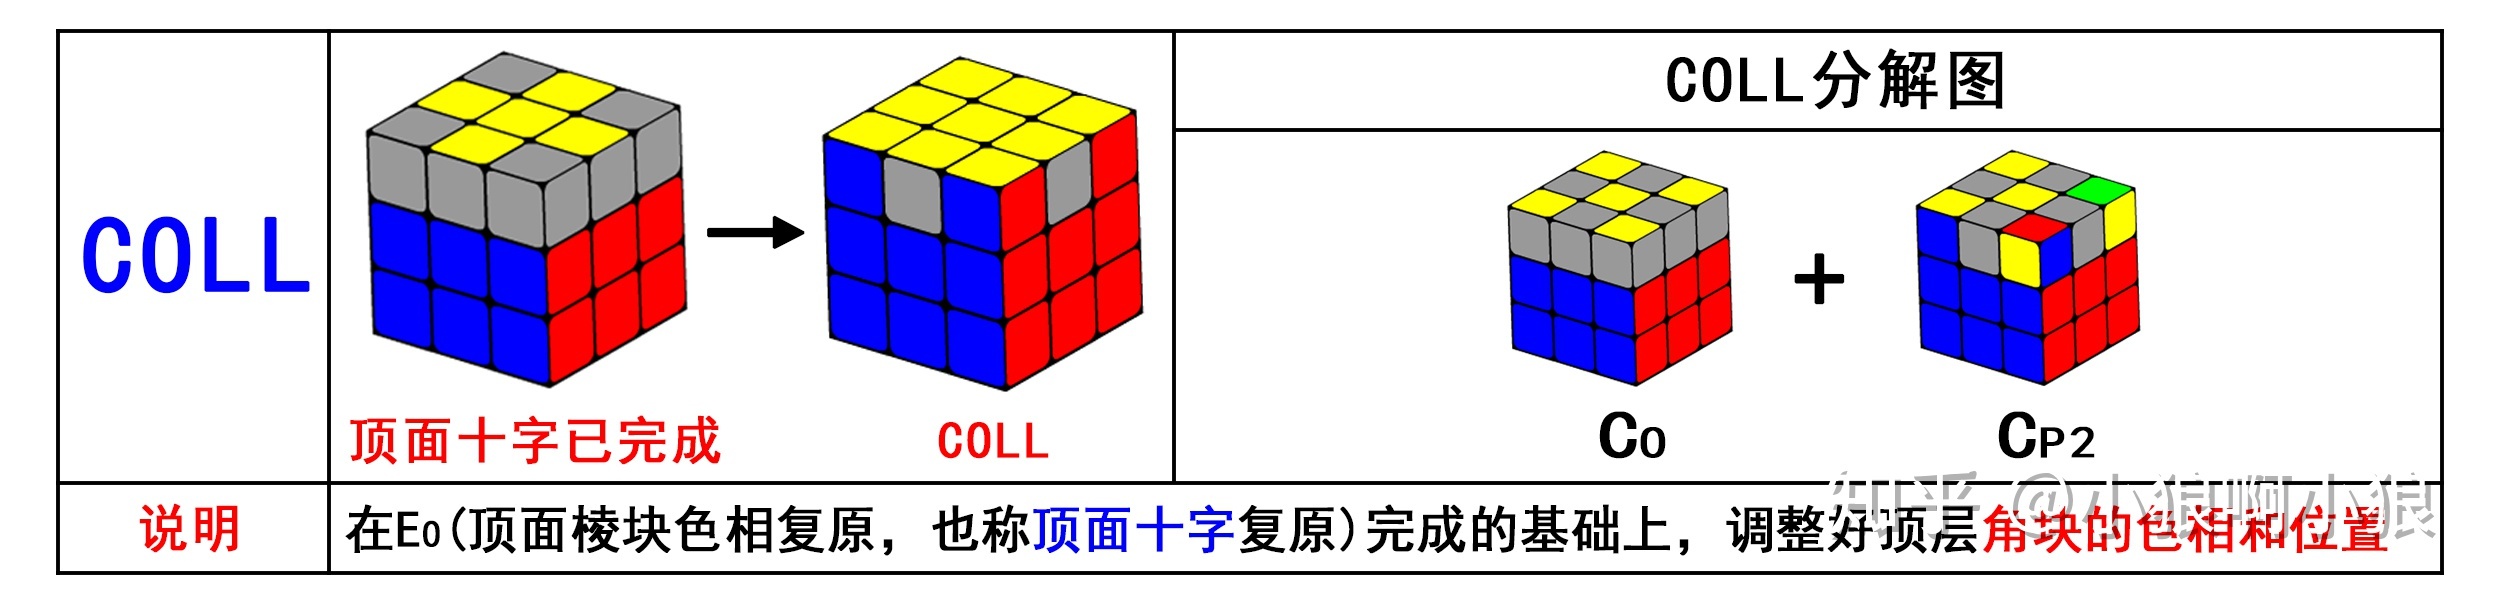 COLL
COLL分解图
顶面十字已完成
COLL
CO
CP2
知乎 @小狼啊小狼
说明
在EO(顶面棱块色相复原，也称顶面十字复原)完成的基础上，调整好顶层角块的色相和位置